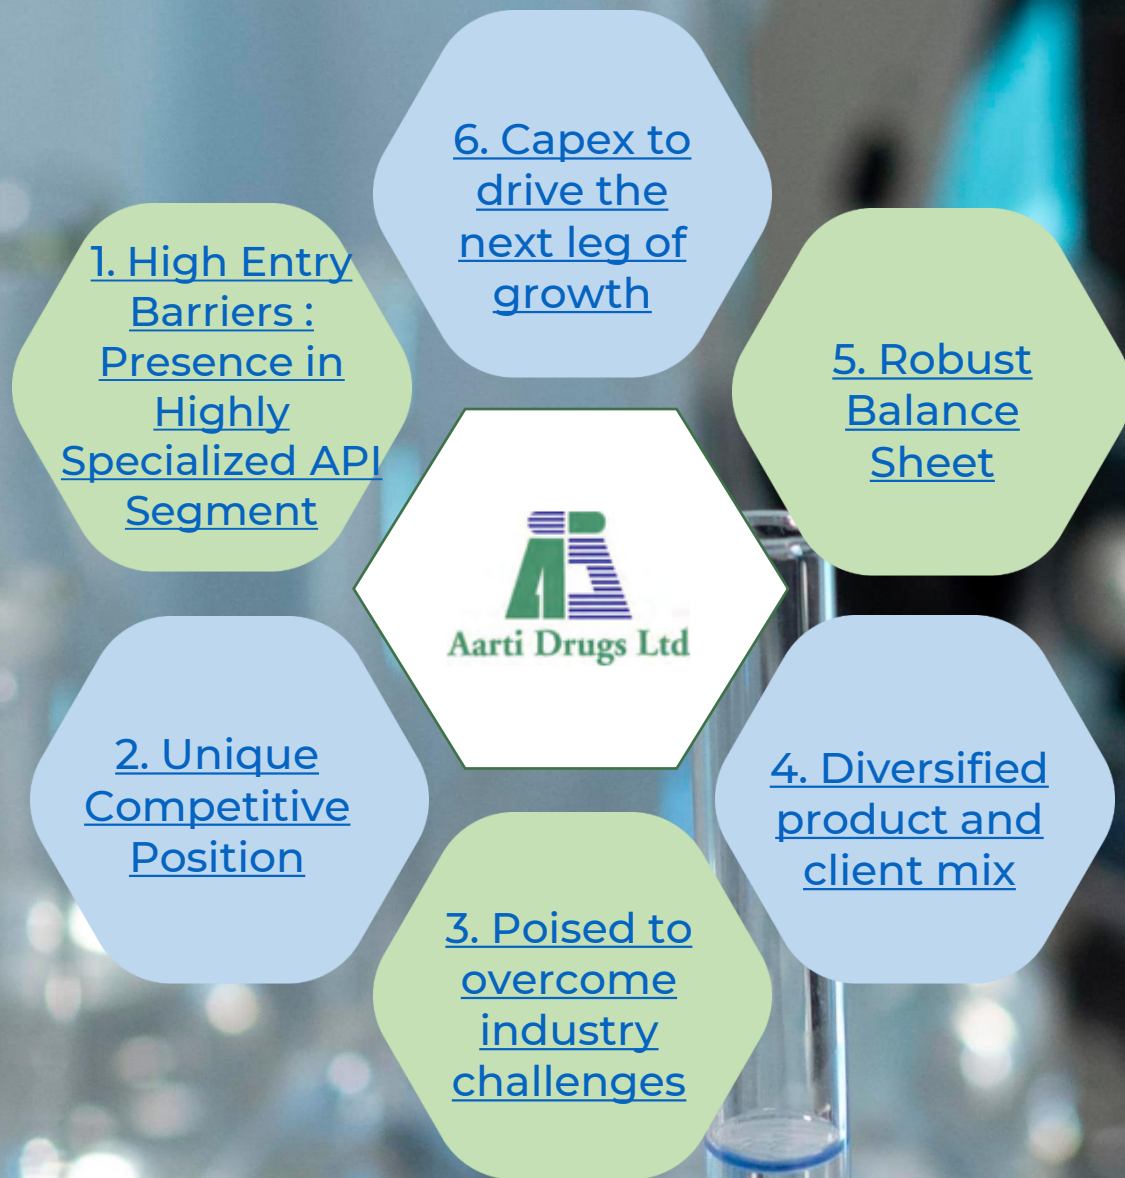 6. Capex to
drive the
next leg of
growth
1. High Entry
Barriers :
Presence in
Highly
Specialized API
Segment
5. Robust
Balance
Sheet
Aarti Drugs Ltd
2. Unique
Competitive
Position
4. Diversified
product and
client mix
3. Poised to
overcome
industry
challenges